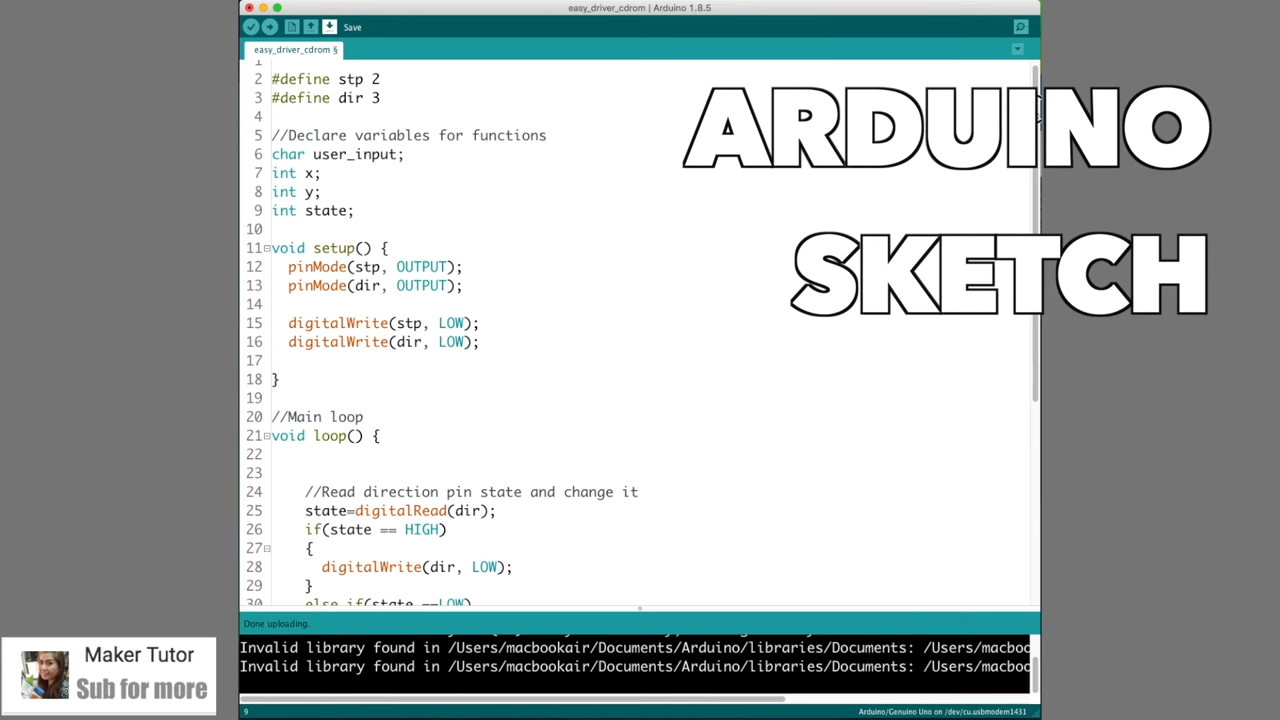 easy_driver_cdrom | Arduino 1.8.5
Save
easy_driver_cdrom §
1
2 #define stp 2
3 #define dir 3
4
5 //Declare variables for functions
6 char user_input;
7 int x;
8 int y;
9 int state;
10
11 void setup() {
12 pinMode(stp, OUTPUT);
13 pinMode(dir, OUTPUT);
14
15 digitalWrite(stp, LOW);
16 digitalWrite(dir, LOW);
17
18 }
19
20 //Main loop
21 void loop() {
22
23
24 //Read direction pin state and change it
25 state=digitalRead(dir);
26 if(state == HIGH)
27 {
28 digitalWrite(dir, LOW);
29 }
30 else if(state ==LOW)
ARDUINO
SKETCH
Done uploading.
Invalid library found in /Users/macbookair/Documents/Arduino/libraries/Documents: /Users/macboo
Invalid library found in /Users/macbookair/Documents/Arduino/libraries/Documents: /Users/macboo
9 Arduino/Genuino Uno on /dev/cu.usbmodem1431
Maker Tutor
Sub for more